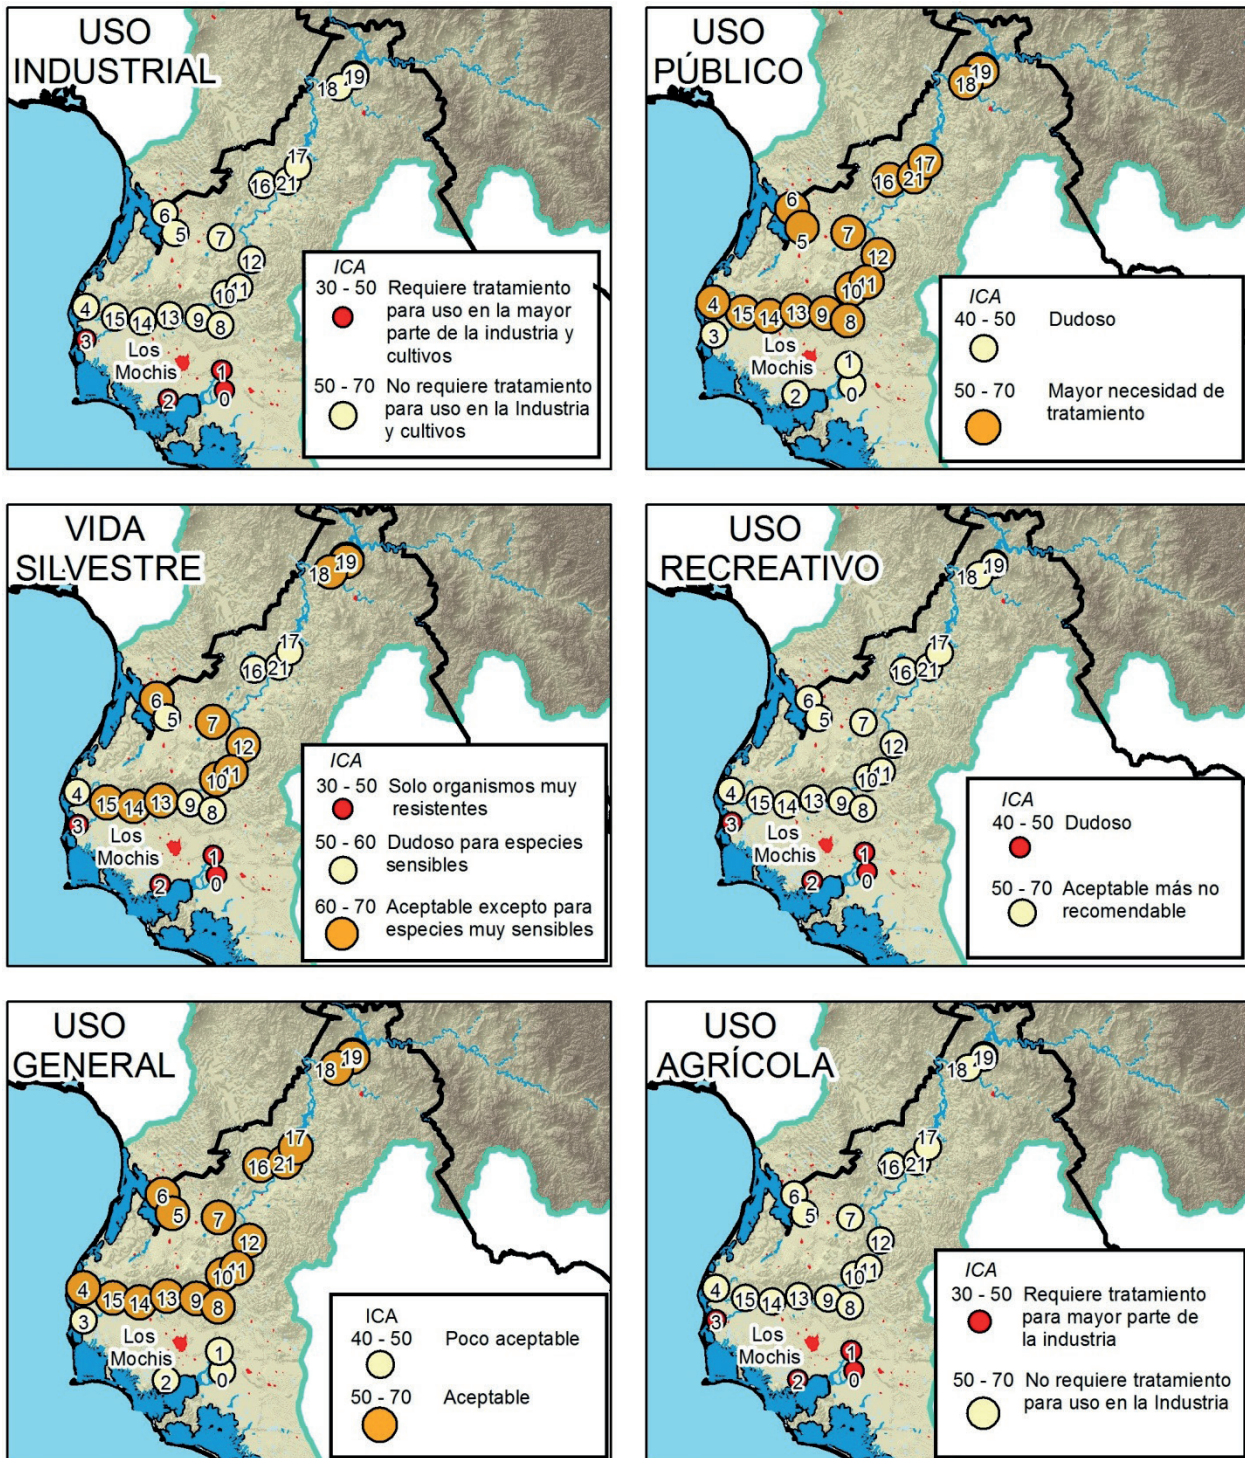 USO
INDUSTRIAL
19
18
17
16 21
6
5
7
12
11
10
4
15 14 13 9 8
3
Los
Mochis
1
2
0
ICA
30 - 50 Requiere tratamiento
para uso en la mayor
parte de la industria y
cultivos
50 - 70 No requiere tratamiento
para uso en la Industria
y cultivos
USO
PÚBLICO
19
18
17
16 21
6
5
7
12
11
10
4
15 14 13 9 8
3
Los
Mochis
1
2
0
ICA
40 - 50 Dudoso
50 - 70 Mayor necesidad de
tratamiento
VIDA
SILVESTRE
19
18
17
16 21
6
5
7
12
11
10
4
15 14 13 9 8
3
Los
Mochis
1
2
0
ICA
30 - 50 Solo organismos muy
resistentes
50 - 60 Dudoso para especies
sensibles
60 - 70 Aceptable excepto para
especies muy sensibles
USO
RECREATIVO
19
18
17
16 21
6
5
7
12
11
10
4
15 14 13 9 8
3
Los
Mochis
1
2
0
ICA
40 - 50 Dudoso
50 - 70 Aceptable más no
recomendable
USO
GENERAL
19
18
17
16 21
6
5
7
12
11
10
4
15 14 13 9 8
3
Los
Mochis
1
2
0
ICA
40 - 50 Poco aceptable
50 - 70 Aceptable
USO
AGRÍCOLA
19
18
17
16 21
6
5
7
12
11
10
4
15 14 13 9 8
3
Los
Mochis
1
2
0
ICA
30 - 50 Requiere tratamiento
para mayor parte de
la industria
50 - 70 No requiere tratamiento
para uso en la Industria